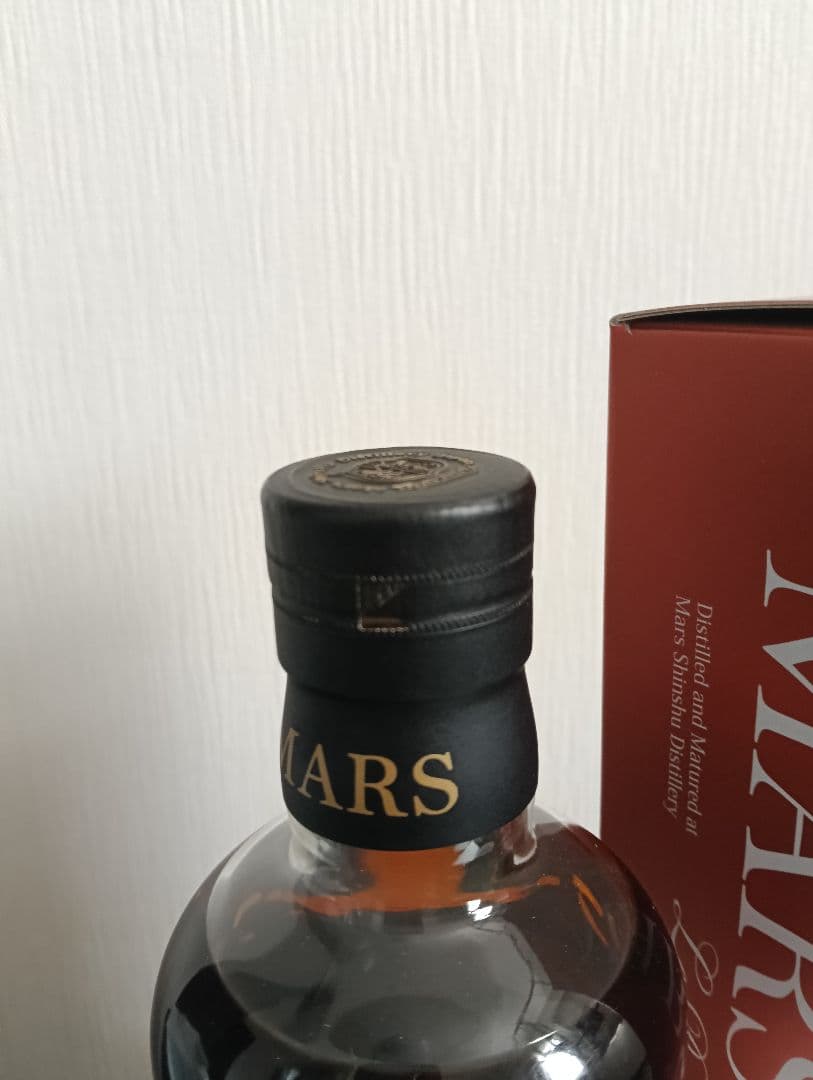 MARS
Distilled and Matured at
Mars Shinshu Distillery
MARS